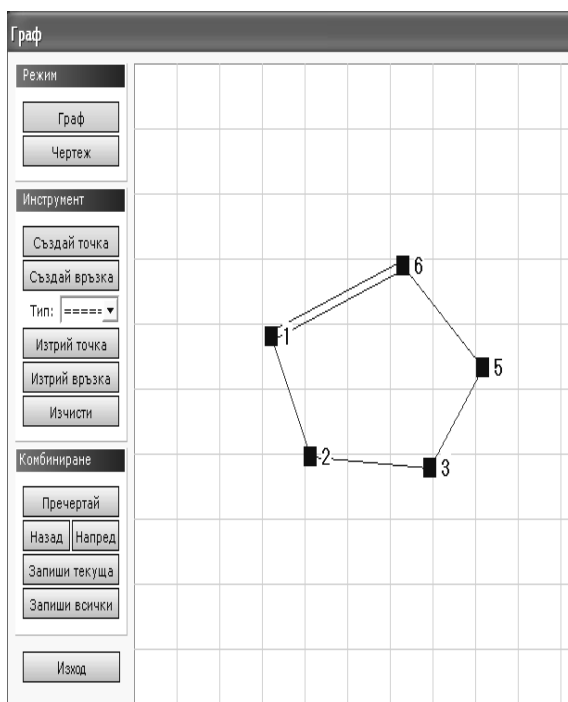 Граф
Режим
Граф
Чертеж
Инструмент
Създай точка
Създай връзка
Тип: =====
Изтрий точка
Изтрий връзка
Изчисти
Комбиниране
Пречертай
Назад Напред
Запиши текуща
Запиши всички
Изход
6
1
5
2
3